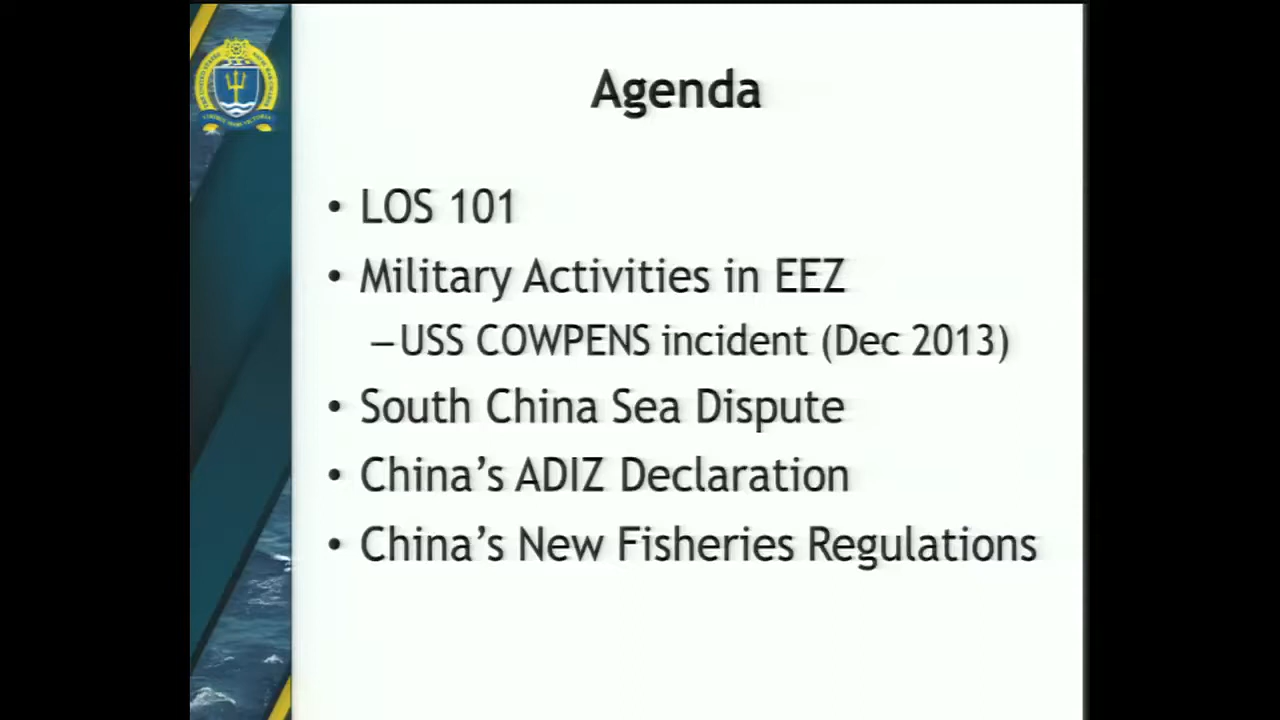 Agenda
• LOS 101
• Military Activities in EEZ
–USS COWPENS incident (Dec 2013)
• South China Sea Dispute
• China’s ADIZ Declaration
• China’s New Fisheries Regulations